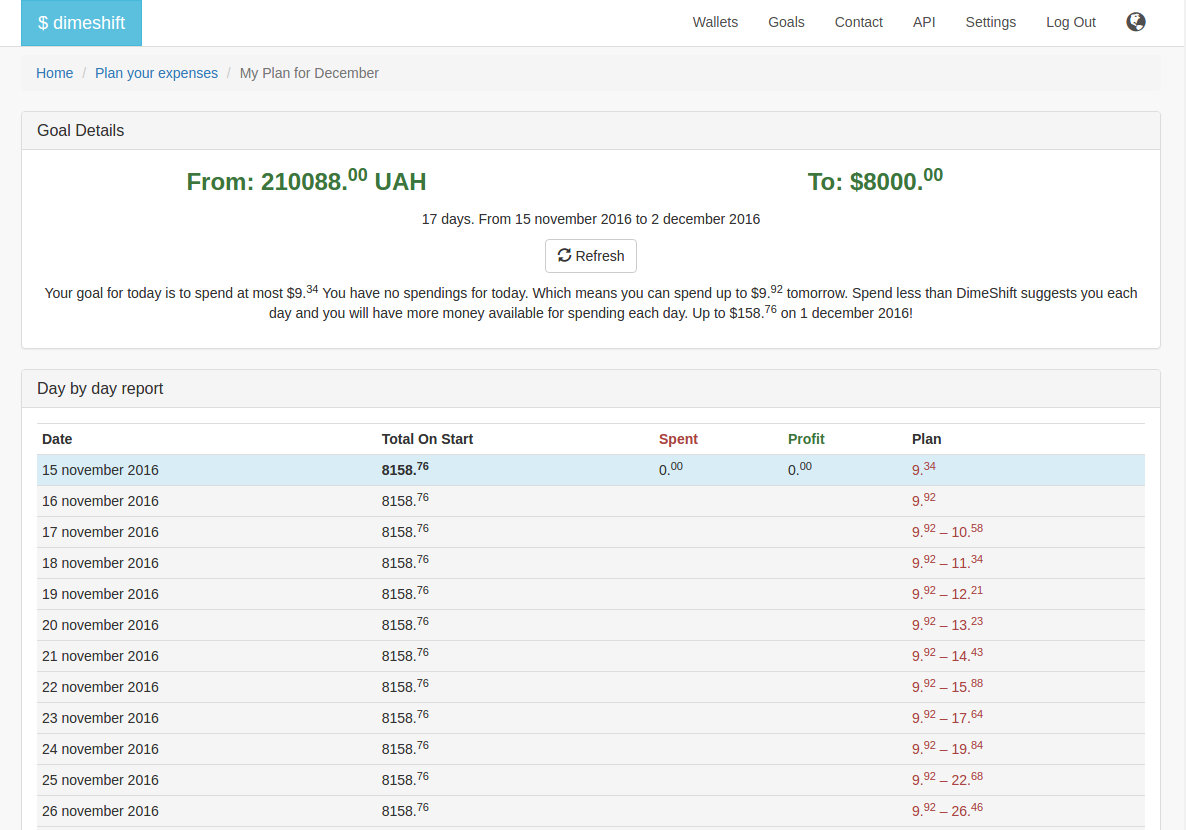 $ dimeshift Wallets Goals Contact API Settings Log Out
Home / Plan your expenses / My Plan for December
Goal Details
From: 210088.00 UAH To: $8000.00
17 days. From 15 november 2016 to 2 december 2016
Refresh
Your goal for today is to spend at most $9.34 You have no spendings for today. Which means you can spend up to $9.92 tomorrow. Spend less than DimeShift suggests you each
day and you will have more money available for spending each day. Up to $158.76 on 1 december 2016!
Day by day report
Date Total On Start Spent Profit Plan
15 november 2016 8158.76 0.00 0.00 9.34
16 november 2016 8158.76 9.92
17 november 2016 8158.76 9.92 – 10.58
18 november 2016 8158.76 9.92 – 11.34
19 november 2016 8158.76 9.92 – 12.21
20 november 2016 8158.76 9.92 – 13.23
21 november 2016 8158.76 9.92 – 14.43
22 november 2016 8158.76 9.92 – 15.88
23 november 2016 8158.76 9.92 – 17.64
24 november 2016 8158.76 9.92 – 19.84
25 november 2016 8158.76 9.92 – 22.68
26 november 2016 8158.76 9.92 – 26.46